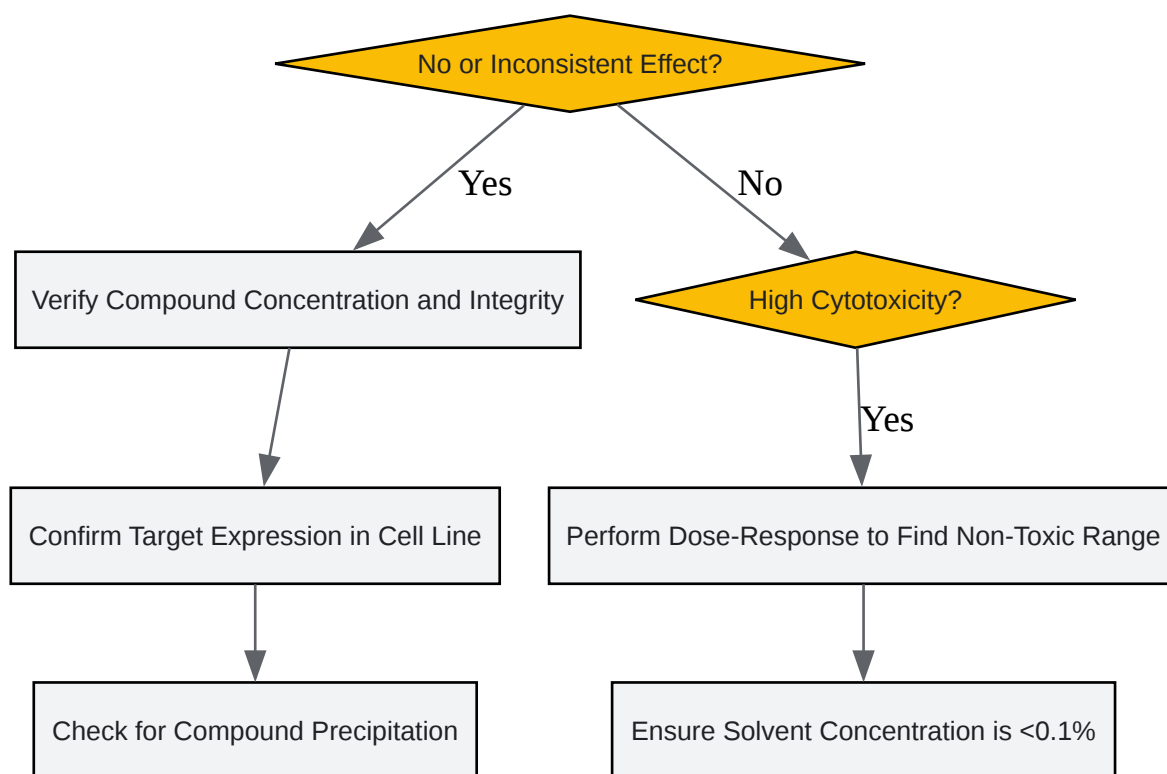 No or Inconsistent Effect?
Yes
No
Verify Compound Concentration and Integrity
High Cytotoxicity?
Yes
Confirm Target Expression in Cell Line
Perform Dose-Response to Find Non-Toxic Range
Check for Compound Precipitation
Ensure Solvent Concentration is <0.1%